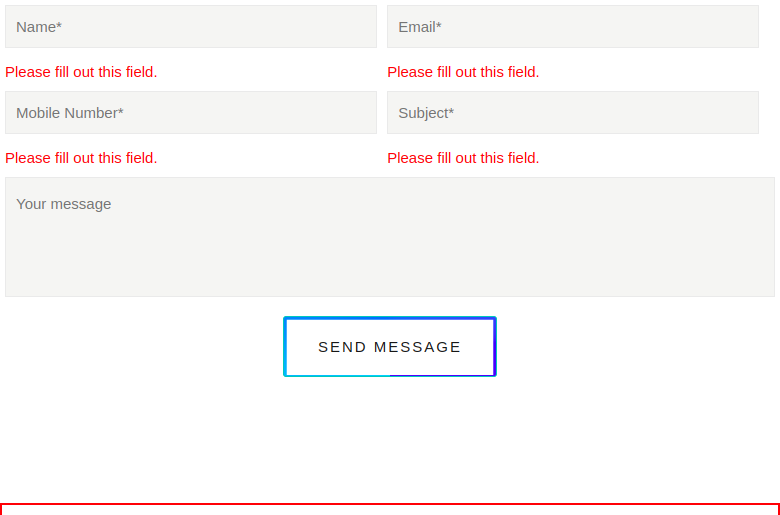 Name*
Email*
Please fill out this field.
Please fill out this field.
Mobile Number*
Subject*
Please fill out this field.
Please fill out this field.
Your message
SEND MESSAGE